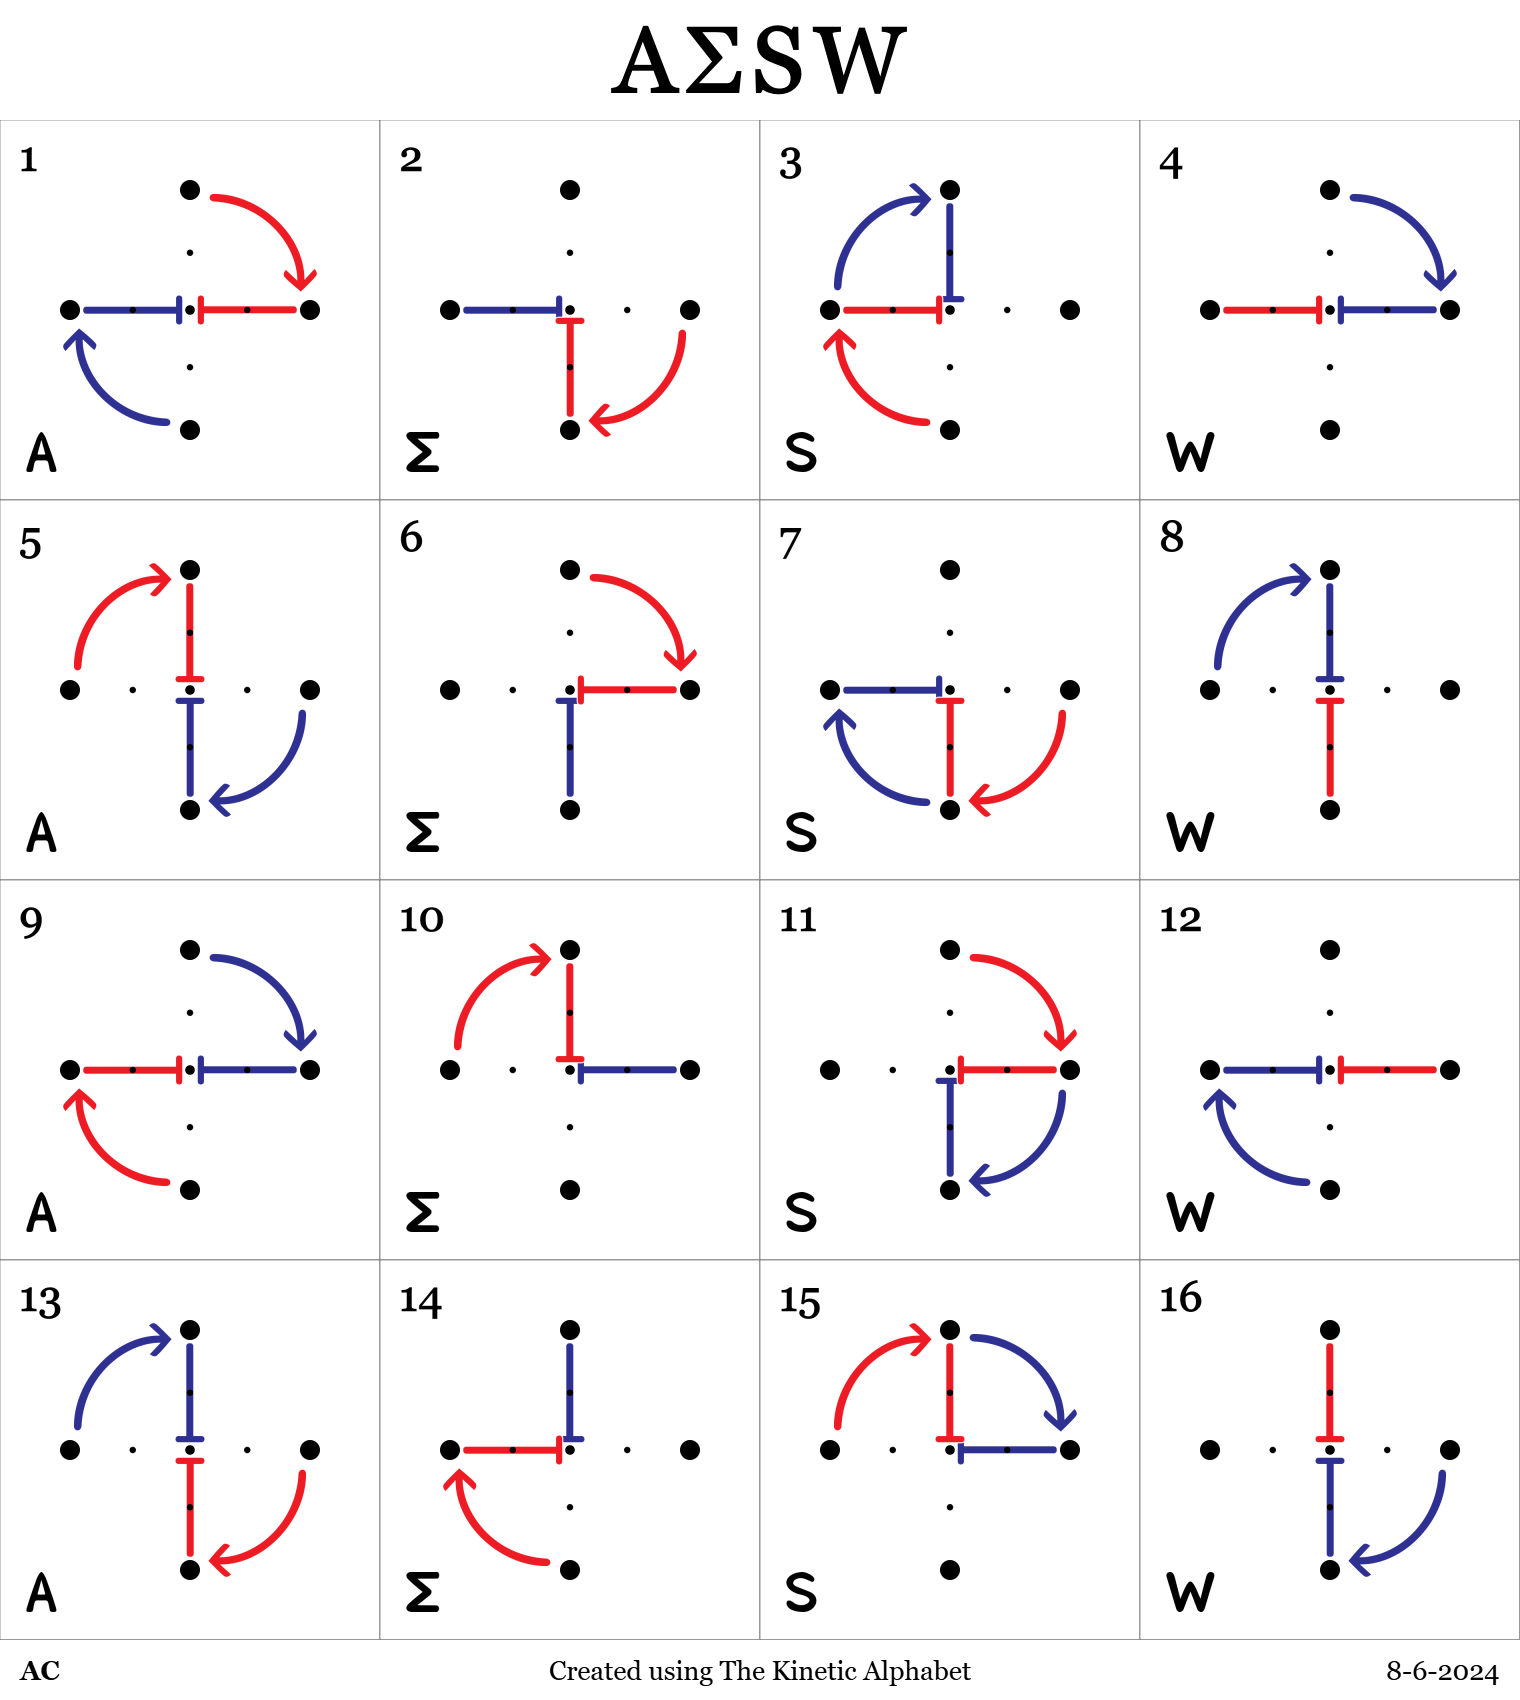 AΣSW
1 2 3 4
A Σ S W
5 6 7 8
A Σ S W
9 10 11 12
A Σ S W
13 14 15 16
A Σ S W
AC Created using The Kinetic Alphabet 8-6-2024